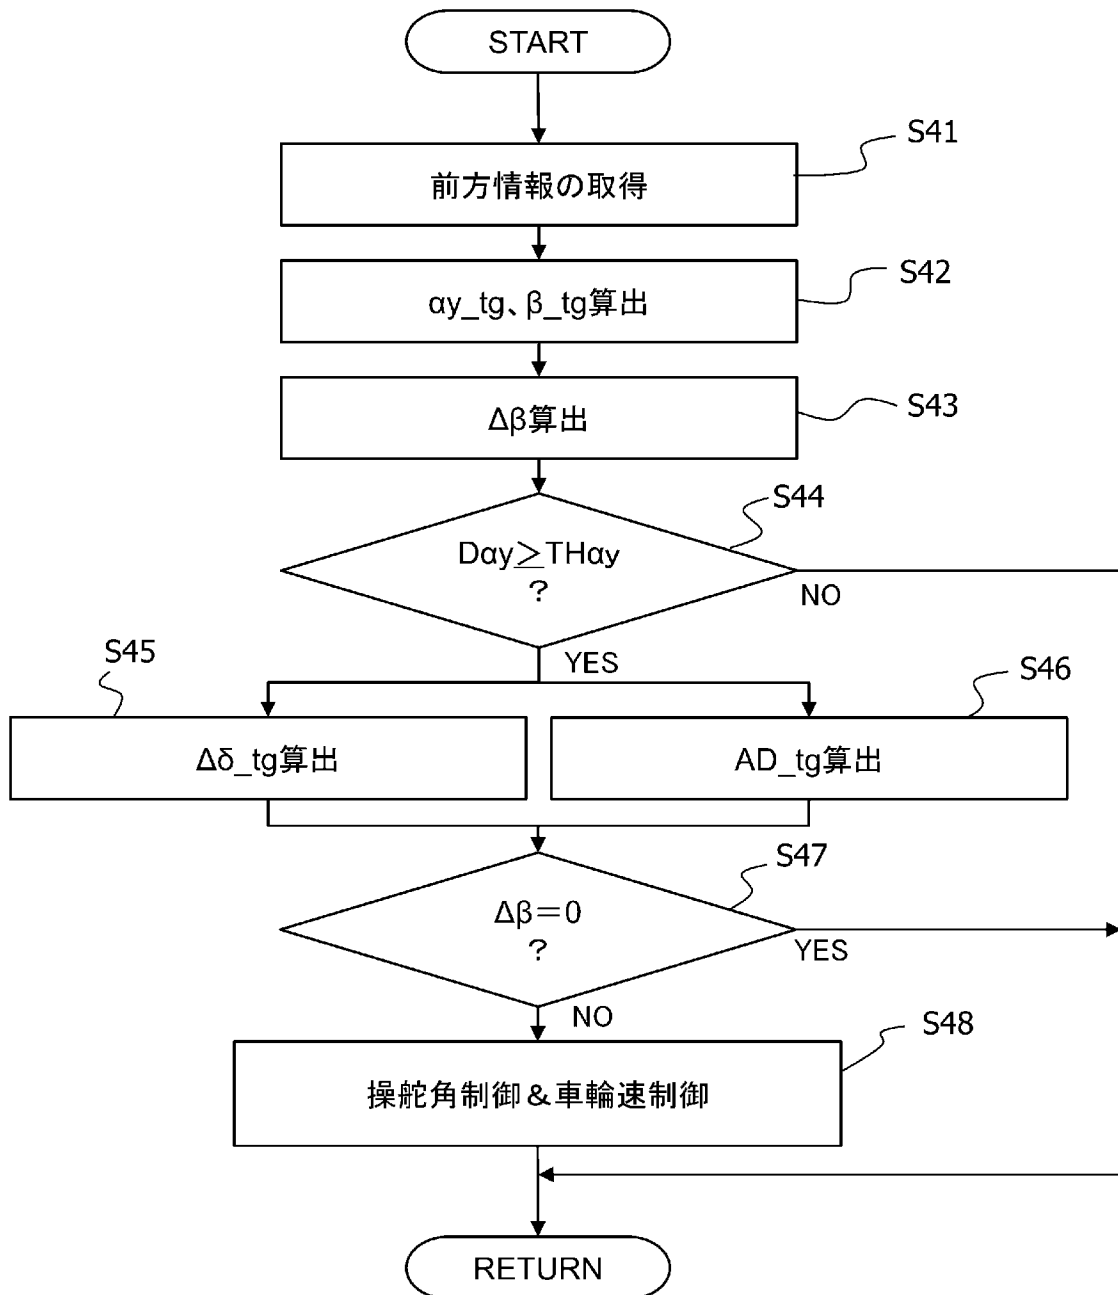 START
S41
前方情報の取得
S42
αy_tg、β_tg算出
S43
Δβ算出
S44
Dαy≧THαy
?
NO
YES
S45
S46
Δδ_tg算出
AD_tg算出
S47
Δβ=0
?
YES
NO
S48
操舵角制御&車輪速制御
RETURN